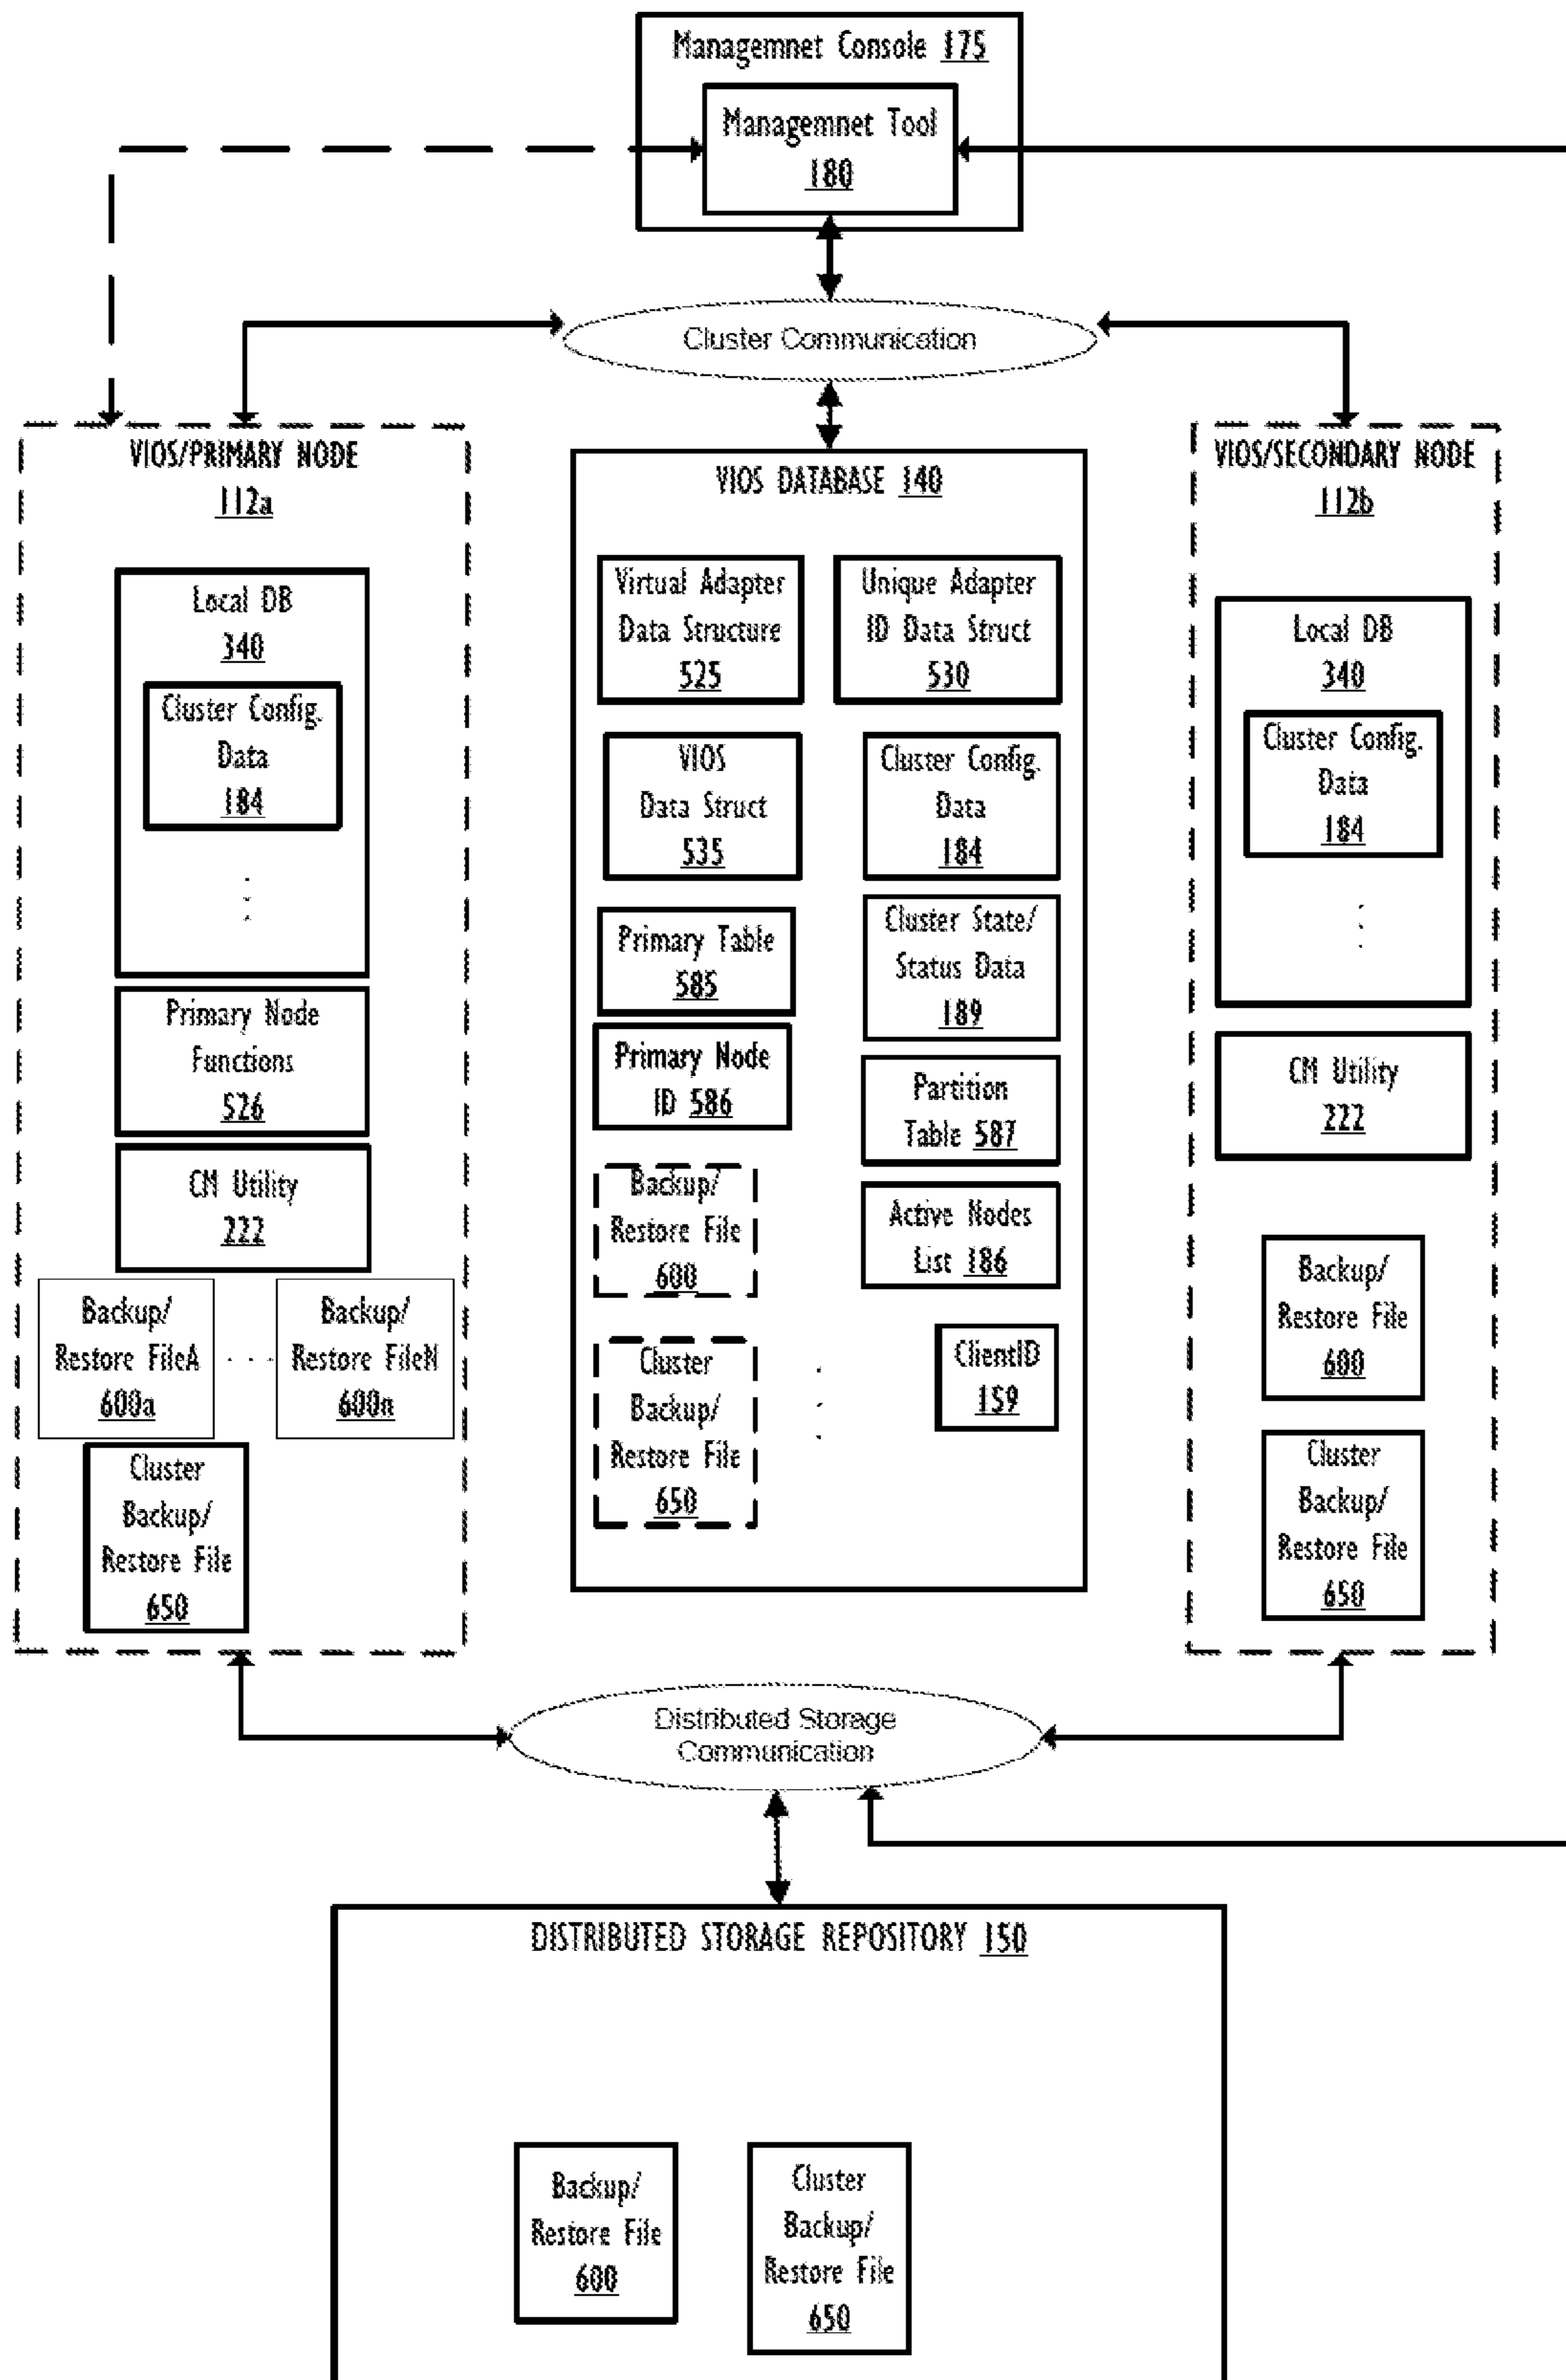 Managemnet Console 175
Managemnet Tool
180
Cluster Communication
VIOS/PRIMARY NODE
112a
Local DB
340
Cluster Config.
Data
184
Primary Node
Functions
526
CM Utility
222
Backup/
Restore FileA
600a
Backup/
Restore FileN
600n
Cluster
Backup/
Restore File
650
VIOS DATABASE 140
Virtual Adapter
Data Structure
525
Unique Adapter
ID Data Struct
530
VIOS
Data Struct
535
Cluster Config.
Data
184
Primary Table
585
Cluster State/
Status Data
189
Primary Node
ID 586
Partition
Table 587
Backup/
Restore File
600
Active Nodes
List 186
Cluster
Backup/
Restore File
650
ClientID
159
VIOS/SECONDARY NODE
112b
Local DB
340
Cluster Config.
Data
184
CM Utility
222
Backup/
Restore File
600
Cluster
Backup/
Restore File
650
Distributed Storage
Communication
DISTRIBUTED STORAGE REPOSITORY 150
Backup/
Restore File
600
Cluster
Backup/
Restore File
650